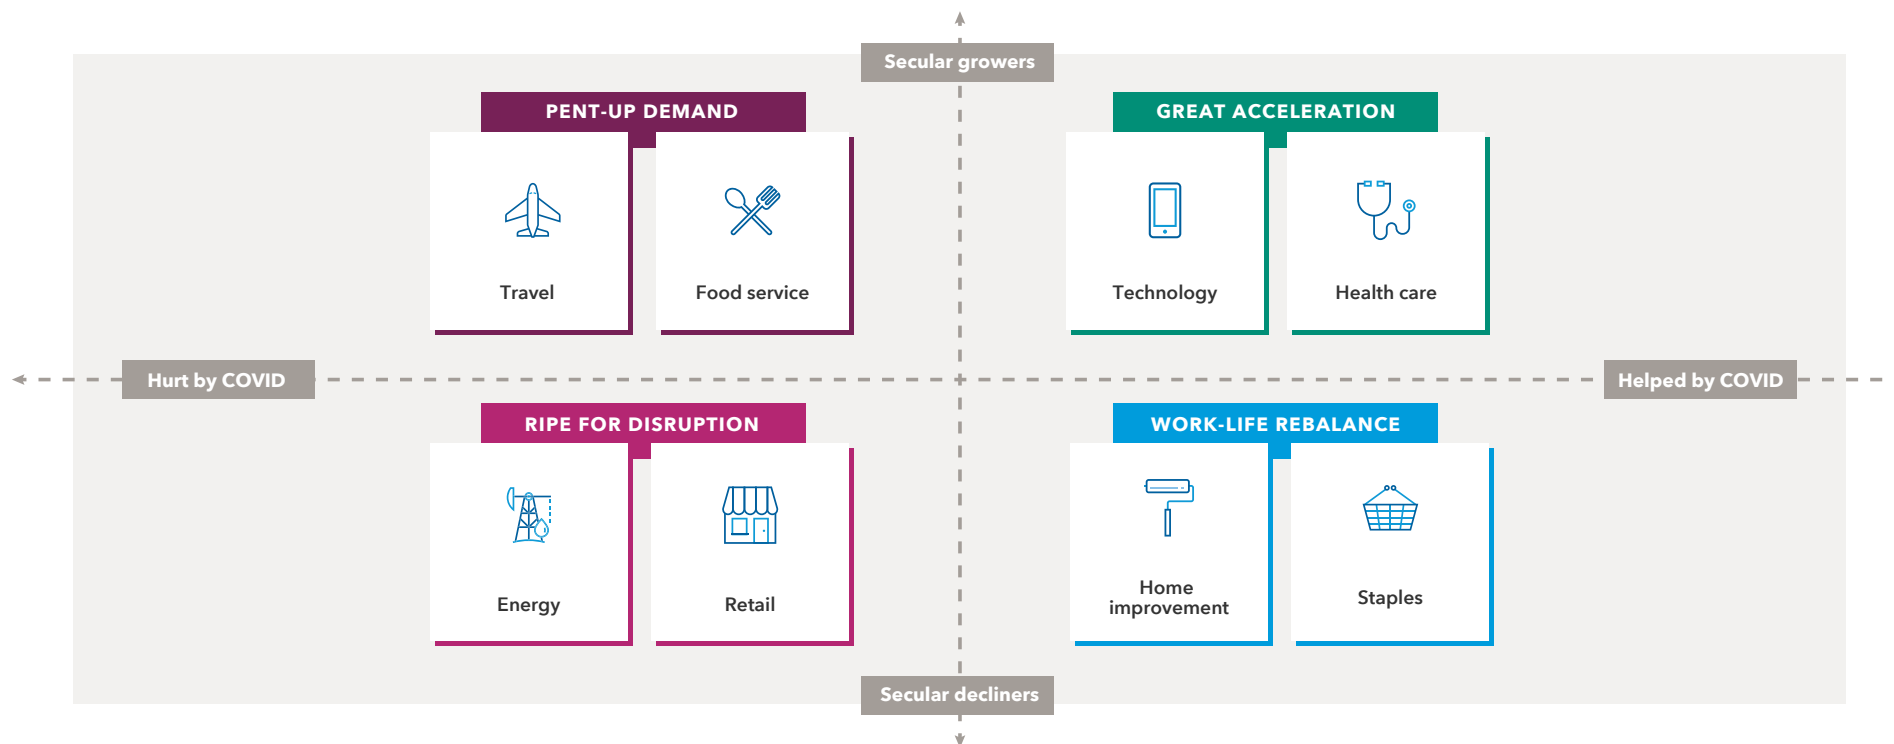 Secular growers
PENT-UP DEMAND
GREAT ACCELERATION
Travel
Food service
Technology
Health care
Hurt by COVID
Helped by COVID
RIPE FOR DISRUPTION
WORK-LIFE REBALANCE
Energy
Retail
Home
improvement
Staples
Secular decliners